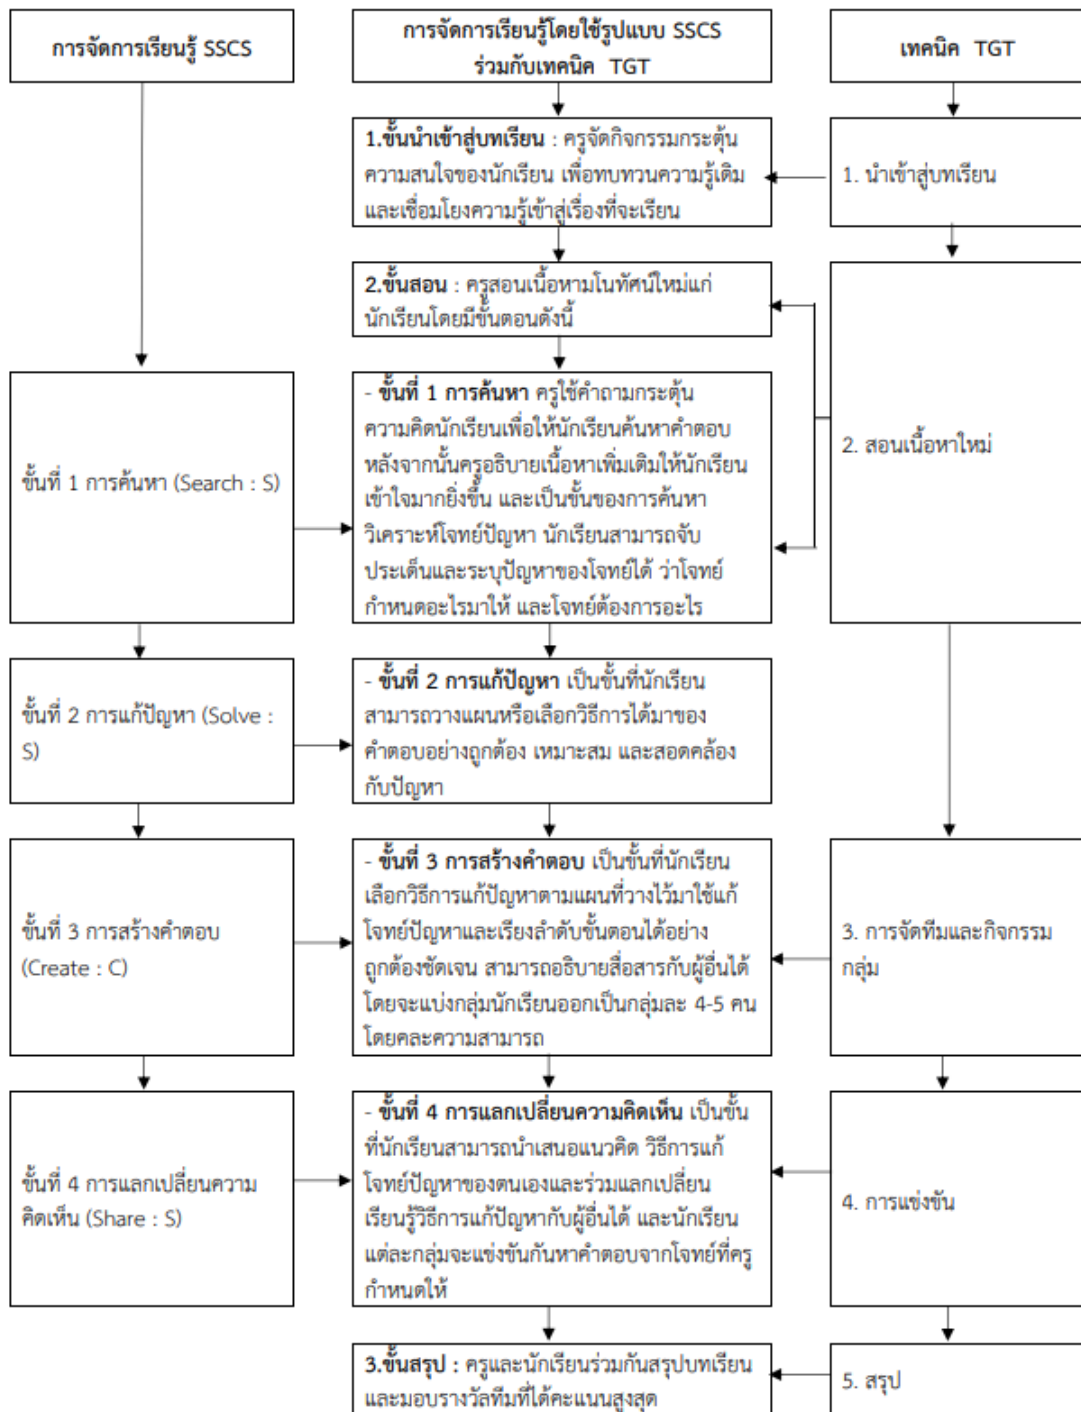 การจัดการเรียนรู้ SSCS
การจัดการเรียนรู้โดยใช้รูปแบบ SSCS
ร่วมกับเทคนิค TGT
เทคนิค TGT
1.ขั้นนำเข้าสู่บทเรียน : ครูจัดกิจกรรมกระตุ้น
ความสนใจของนักเรียน เพื่อทบทวนความรู้เดิม
และเชื่อมโยงความรู้เข้าสู่เรื่องที่จะเรียน
1. นำเข้าสู่บทเรียน
2.ขั้นสอน : ครูสอนเนื้อหามโนทัศน์ใหม่แก่
นักเรียนโดยมีขั้นตอนดังนี้
2. สอนเนื้อหาใหม่
ขั้นที่ 1 การค้นหา (Search : S)
- ขั้นที่ 1 การค้นหา ครูใช้คำถามกระตุ้น
ความคิดนักเรียนเพื่อให้นักเรียนค้นหาคำตอบ
หลังจากนั้นครูอธิบายเนื้อหาเพิ่มเติมให้นักเรียน
เข้าใจมากยิ่งขึ้น และเป็นขั้นของการค้นหา
วิเคราะห์โจทย์ปัญหา นักเรียนสามารถจับ
ประเด็นและระบุปัญหาของโจทย์ได้ ว่าโจทย์
กำหนดอะไรมาให้ และโจทย์ต้องการอะไร
ขั้นที่ 2 การแก้ปัญหา (Solve :
S)
- ขั้นที่ 2 การแก้ปัญหา เป็นขั้นที่นักเรียน
สามารถวางแผนหรือเลือกวิธีการได้มาของ
คำตอบอย่างถูกต้อง เหมาะสม และสอดคล้อง
กับปัญหา
ขั้นที่ 3 การสร้างคำตอบ
(Create : C)
- ขั้นที่ 3 การสร้างคำตอบ เป็นขั้นที่นักเรียน
เลือกวิธีการแก้ปัญหาตามแผนที่วางไว้มาใช้แก้
โจทย์ปัญหาและเรียงลำดับขั้นตอนได้อย่าง
ถูกต้องชัดเจน สามารถอธิบายสื่อสารกับผู้อื่นได้
โดยจะแบ่งกลุ่มนักเรียนออกเป็นกลุ่มละ 4-5 คน
โดยคละความสามารถ
3. การจัดทีมและกิจกรรม
กลุ่ม
ขั้นที่ 4 การแลกเปลี่ยนความ
คิดเห็น (Share : S)
- ขั้นที่ 4 การแลกเปลี่ยนความคิดเห็น เป็นขั้น
ที่นักเรียนสามารถนำเสนอแนวคิด วิธีการแก้
โจทย์ปัญหาของตนเองและร่วมแลกเปลี่ยน
เรียนรู้วิธีการแก้ปัญหากับผู้อื่นได้ และนักเรียน
แต่ละกลุ่มจะแข่งขันกันหาคำตอบจากโจทย์ที่ครู
กำหนดให้
4. การแข่งขัน
3.ขั้นสรุป : ครูและนักเรียนร่วมกันสรุปบทเรียน
และมอบรางวัลทีมที่ได้คะแนนสูงสุด
5. สรุป